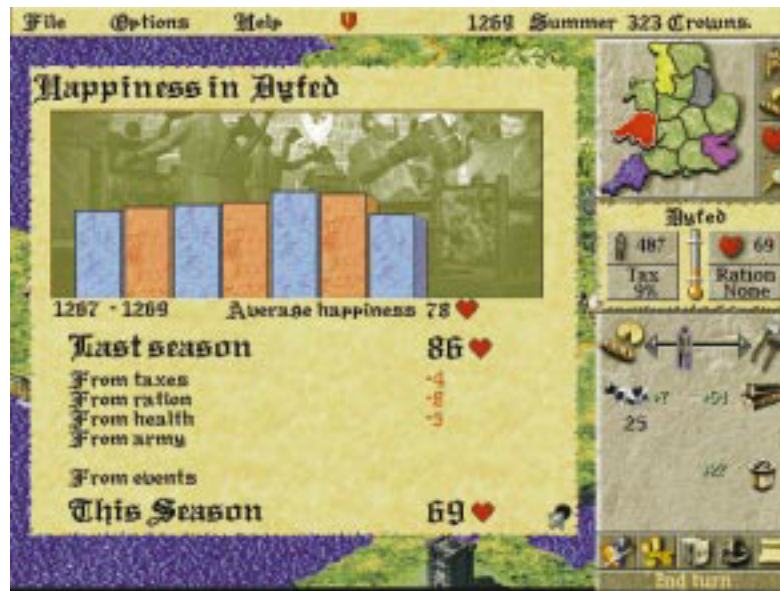 File Options Help 1269 Summer 323 Crowns.
Happiness in Dyfed
1267 - 1269 Average happiness 78
Last season 86
From taxes -4
From ration -8
From health -5
From army
From events
This Season 69
Dyfed
487 69
Tax 9% Ration None
+7
25
End turn